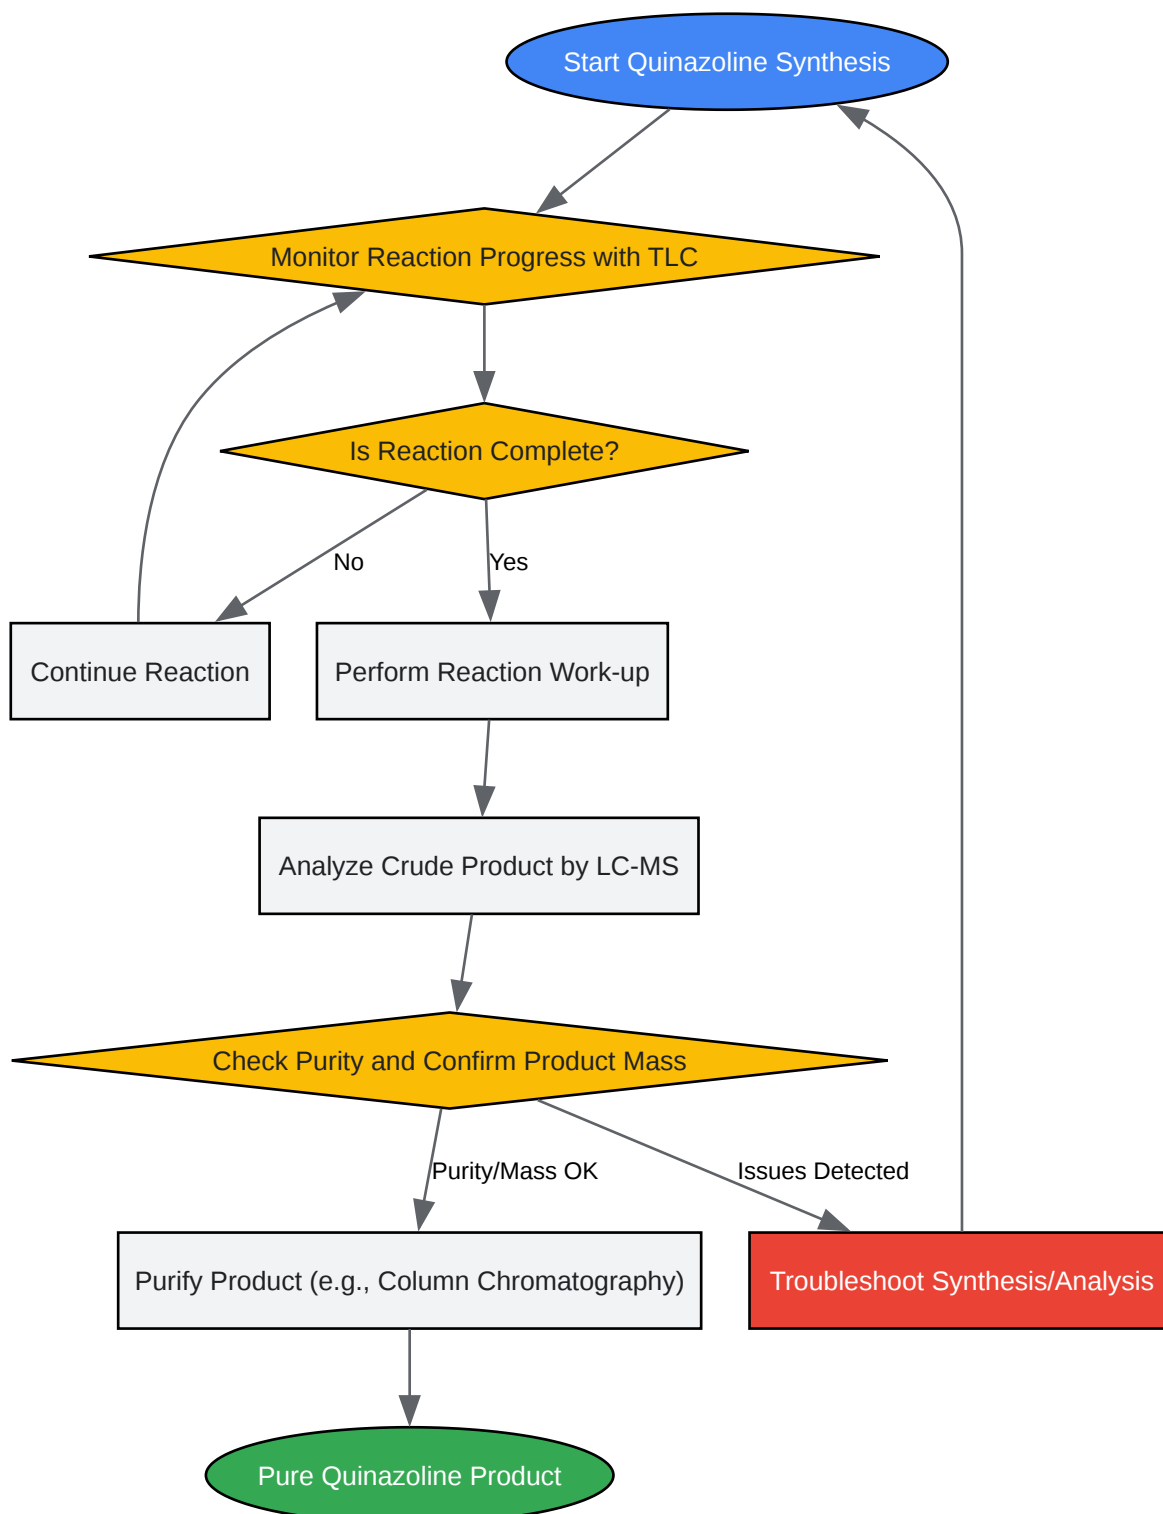 Start Quinazoline Synthesis
Monitor Reaction Progress with TLC
Is Reaction Complete?
No
Yes
Continue Reaction
Perform Reaction Work-up
Analyze Crude Product by LC-MS
Check Purity and Confirm Product Mass
Purity/Mass OK
Issues Detected
Purify Product (e.g., Column Chromatography)
Troubleshoot Synthesis/Analysis
Pure Quinazoline Product